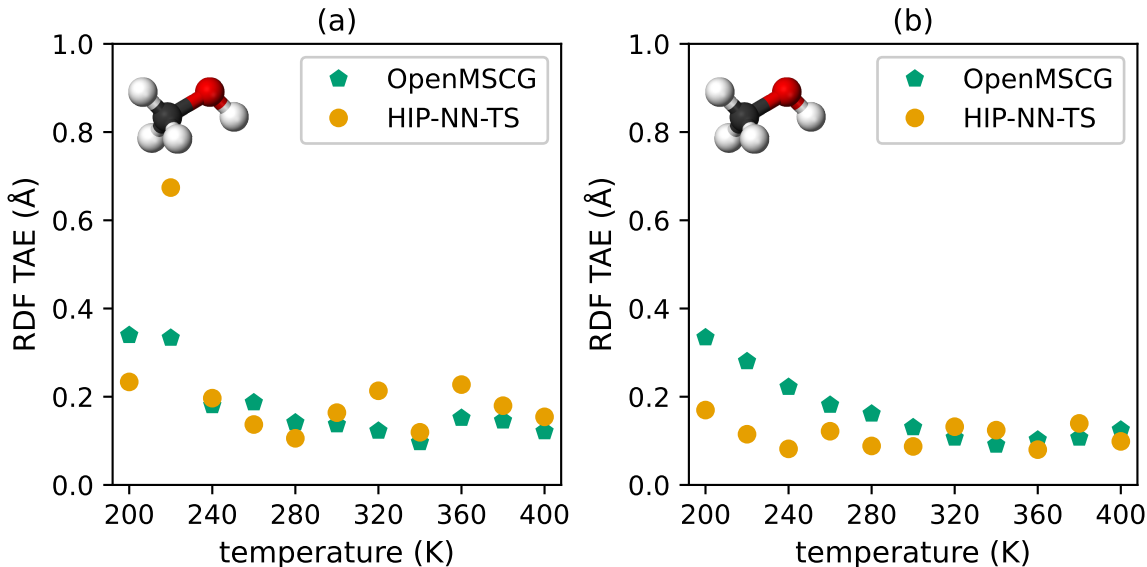 (a)
1.0
0.8
0.6
0.4
0.2
0.0
RDF TAE (Å)
OpenMSCG
HIP-NN-TS
200 240 280 320 360 400
temperature (K)
(b)
1.0
0.8
0.6
0.4
0.2
0.0
RDF TAE (Å)
OpenMSCG
HIP-NN-TS
200 240 280 320 360 400
temperature (K)